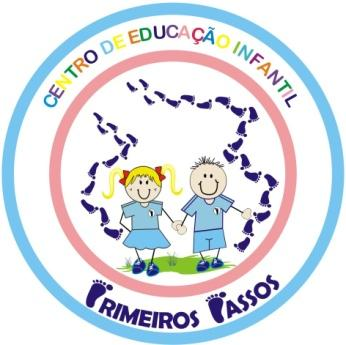 CENTRO DE EDUCAÇÃO INFANTIL
PRIMEIROS PASSOS